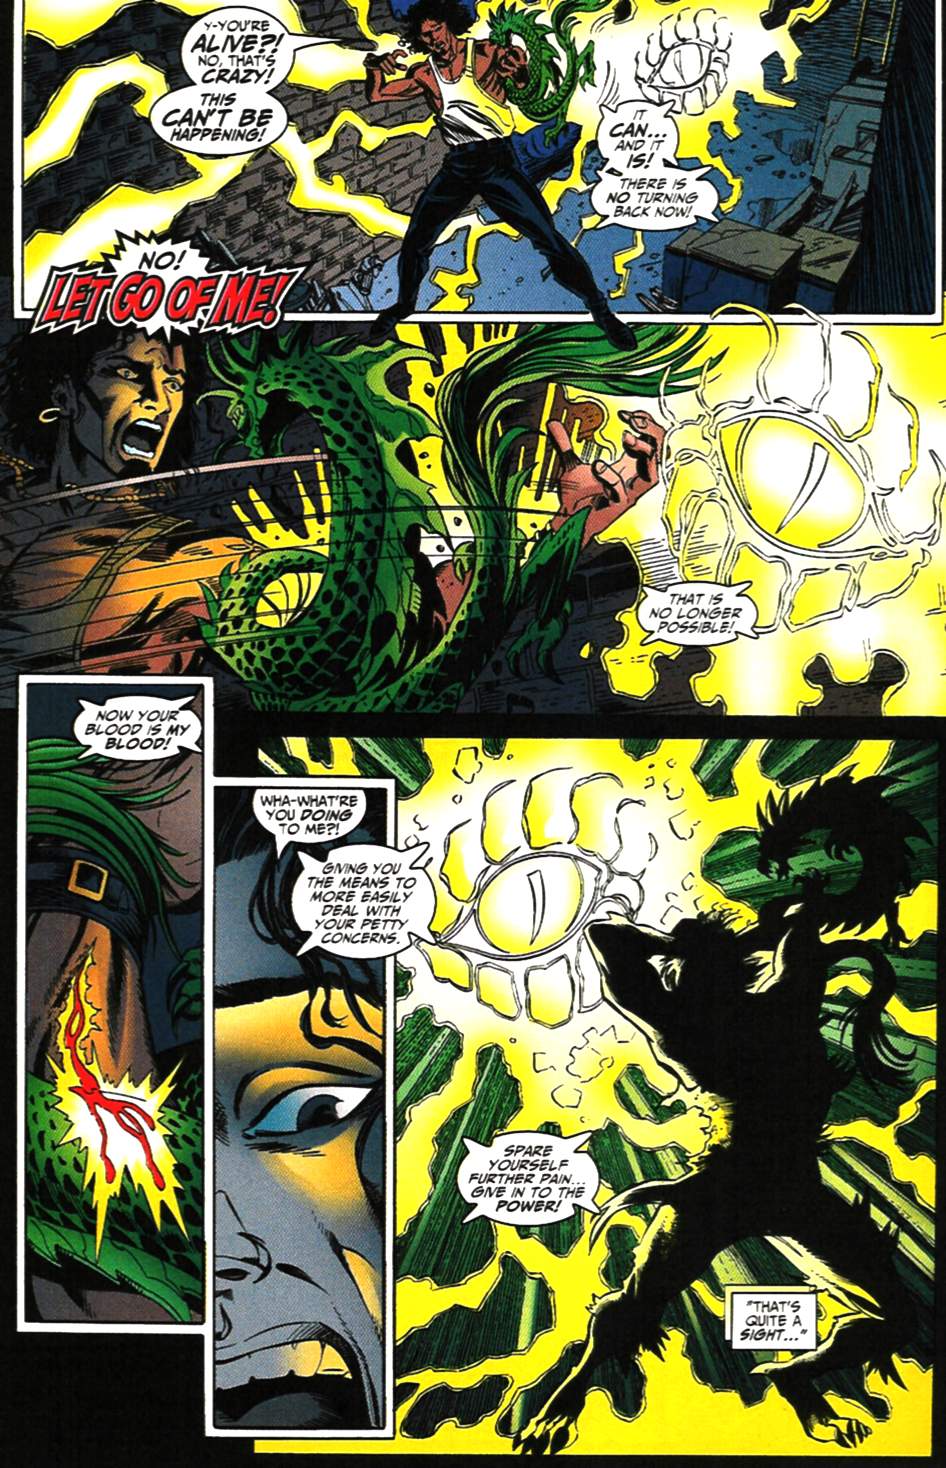 Y-YOU'RE
ALIVE?!
NO, THAT'S
CRAZY!
THIS
CAN'T BE
HAPPENING!
IT
CAN...
AND IT
IS!
THERE IS
NO TURNING
BACK NOW!
NO!
LET GO OF ME!
THAT IS
NO LONGER
POSSIBLE!
NOW YOUR
BLOOD IS MY
BLOOD!
WHA-WHAT'RE
YOU DOING
TO ME?!
GIVING YOU
THE MEANS TO
MORE EASILY
DEAL WITH
YOUR PETTY
CONCERNS.
SPARE
YOURSELF
FURTHER PAIN...
GIVE IN TO THE
POWER!
"THAT'S
QUITE A
SIGHT..."